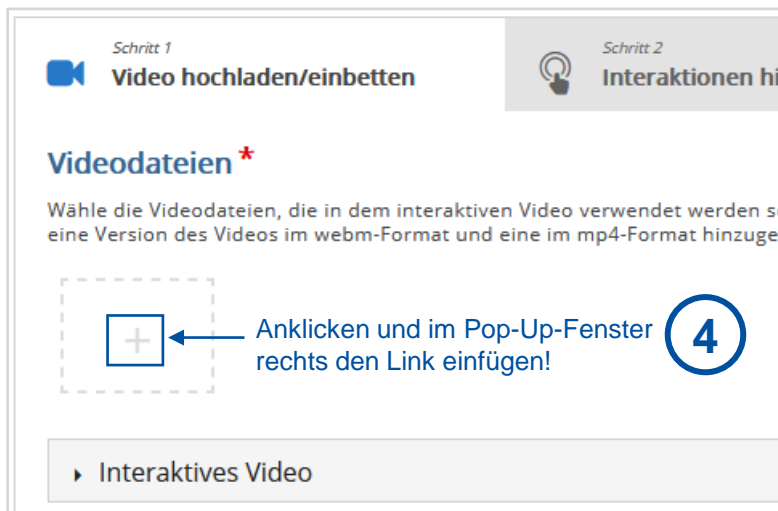 Schritt 1
Video hochladen/einbetten
Schritt 2
Interaktionen hi
Videodateien *
Wähle die Videodateien, die in dem interaktiven Video verwendet werden s
eine Version des Videos im webm-Format und eine im mp4-Format hinzuge
Anklicken und im Pop-Up-Fenster
rechts den Link einfügen!
4
Interaktives Video